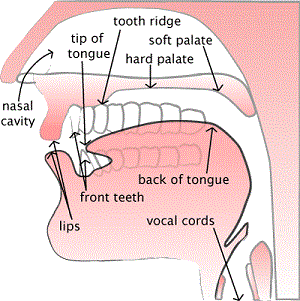 tooth ridge
tip of
tongue
soft palate
hard palate
nasal
cavity
back of tongue
front teeth
lips
vocal cords